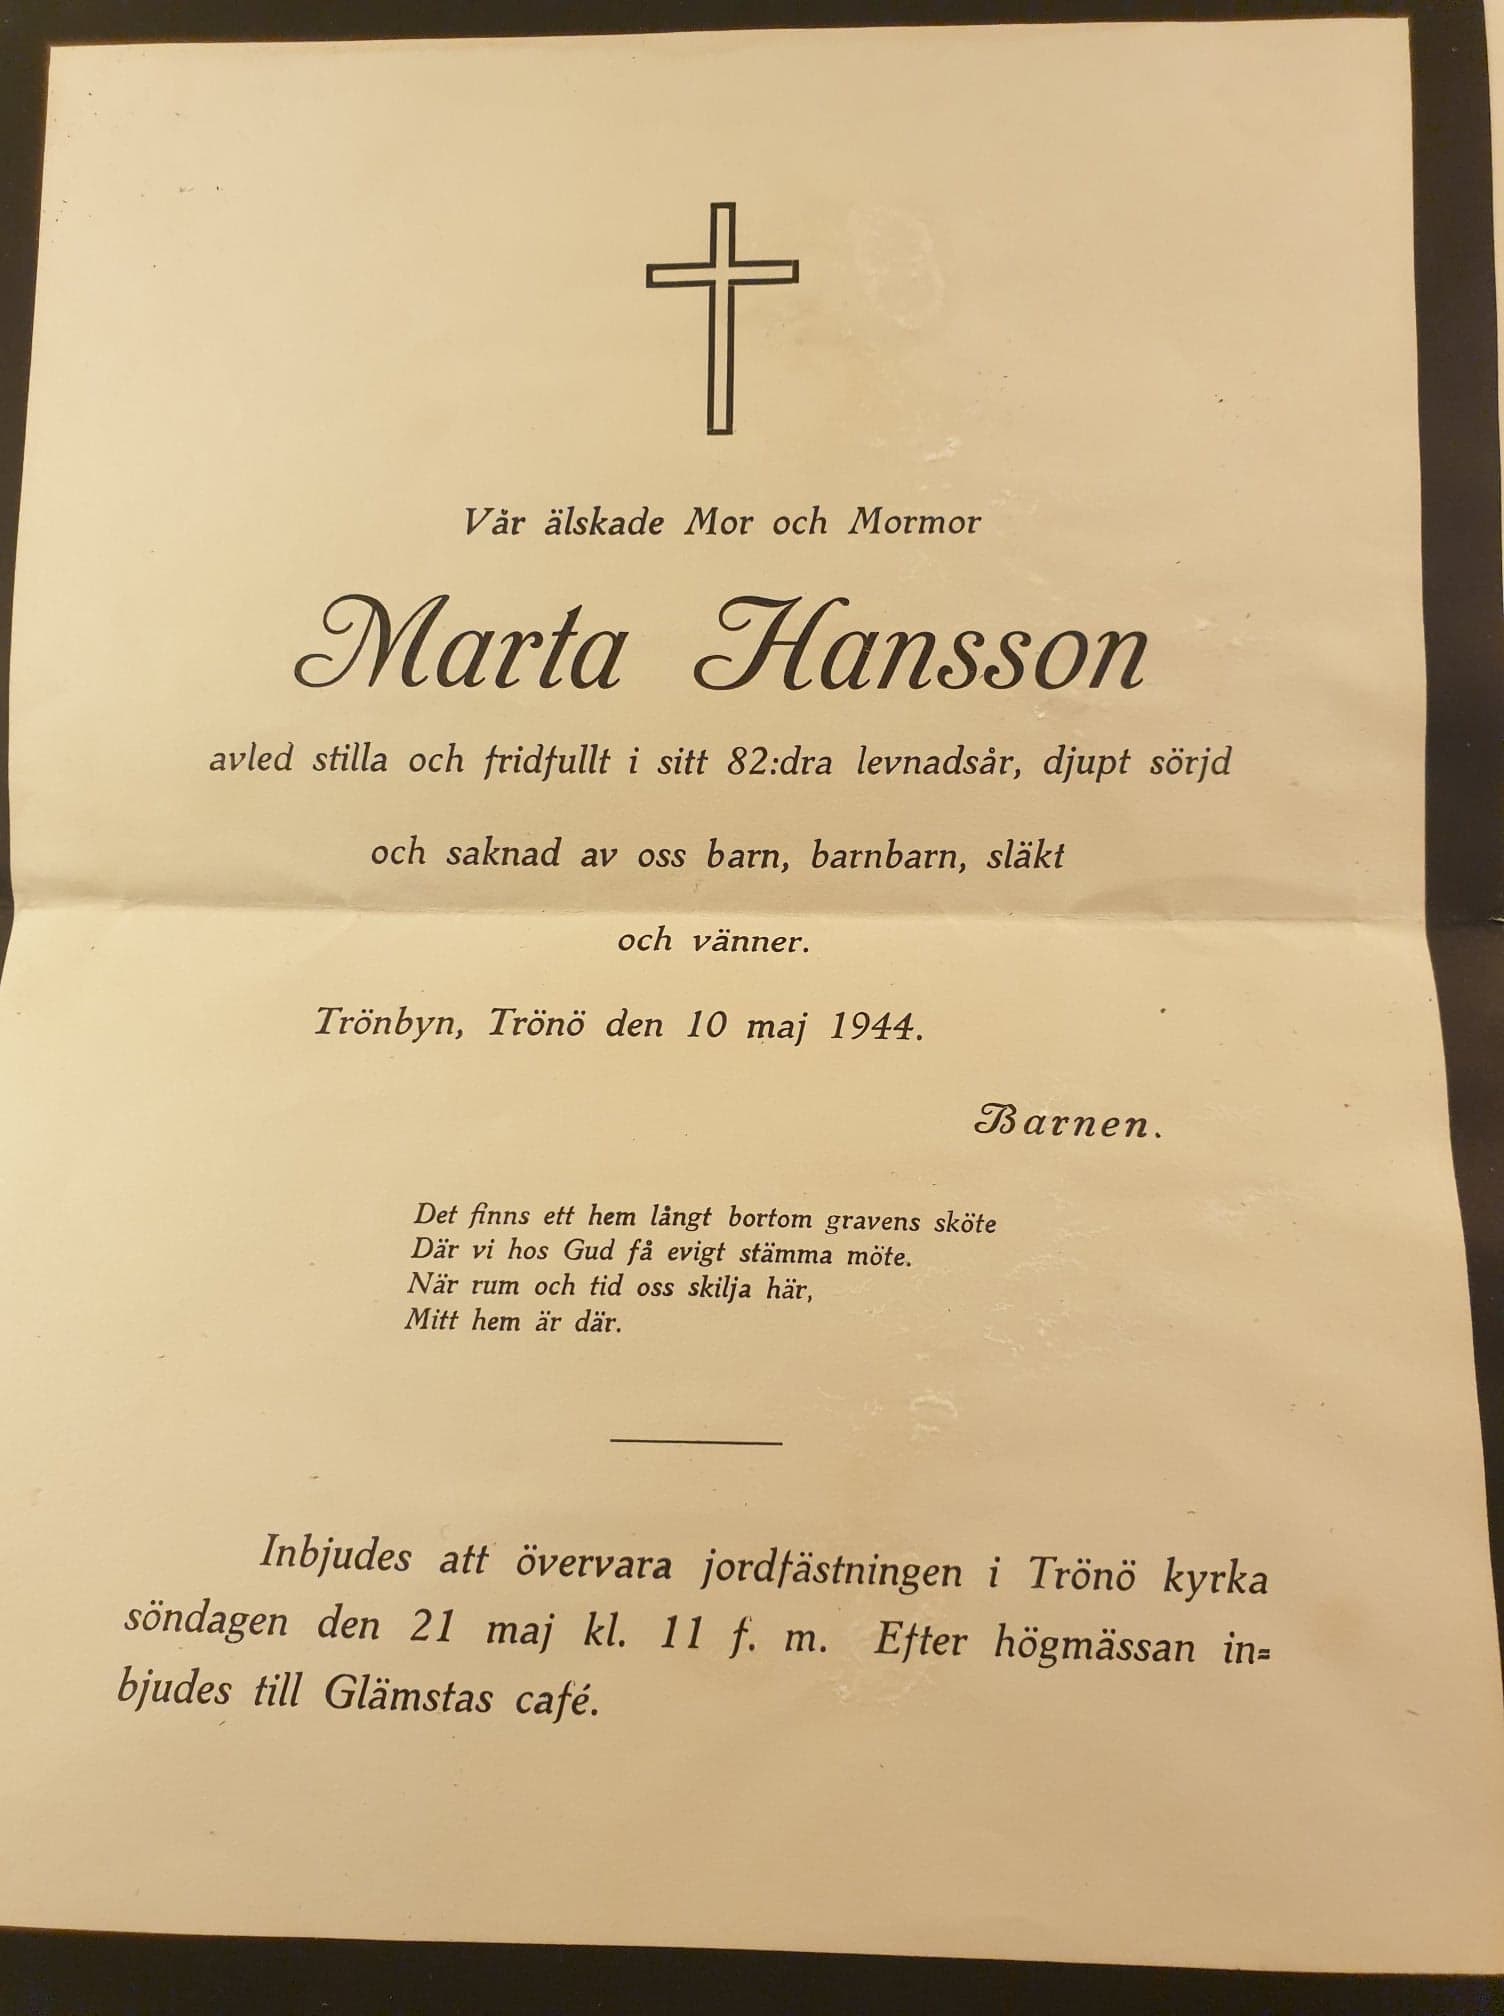 Vår älskade Mor och Mormor
Marta Hansson
avled stilla och fridfullt i sitt 82:dra levnadsår, djupt sörjd
och saknad av oss barn, barnbarn, släkt
och vänner.
Trönbyn, Trönö den 10 maj 1944.
Barnen.
Det finns ett hem långt bortom gravens sköte
Där vi hos Gud få evigt stämma möte.
När rum och tid oss skilja här,
Mitt hem är där.
Inbjudes att övervara jordfästningen i Trönö kyrka
söndagen den 21 maj kl. 11 f. m. Efter högmässan in=
bjudes till Glämstas café.